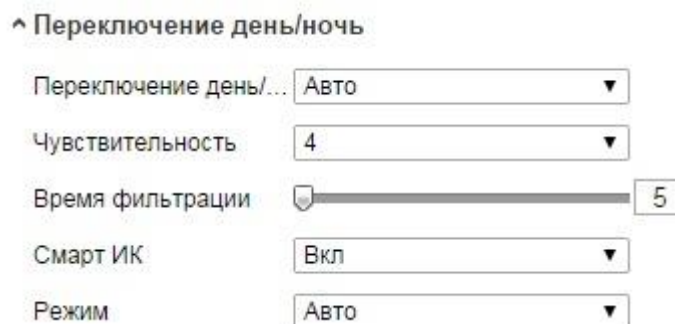 Переключение день/ночь
Переключение день/... Авто
Чувствительность 4
Время фильтрации 5
Смарт ИК Вкл
Режим Авто